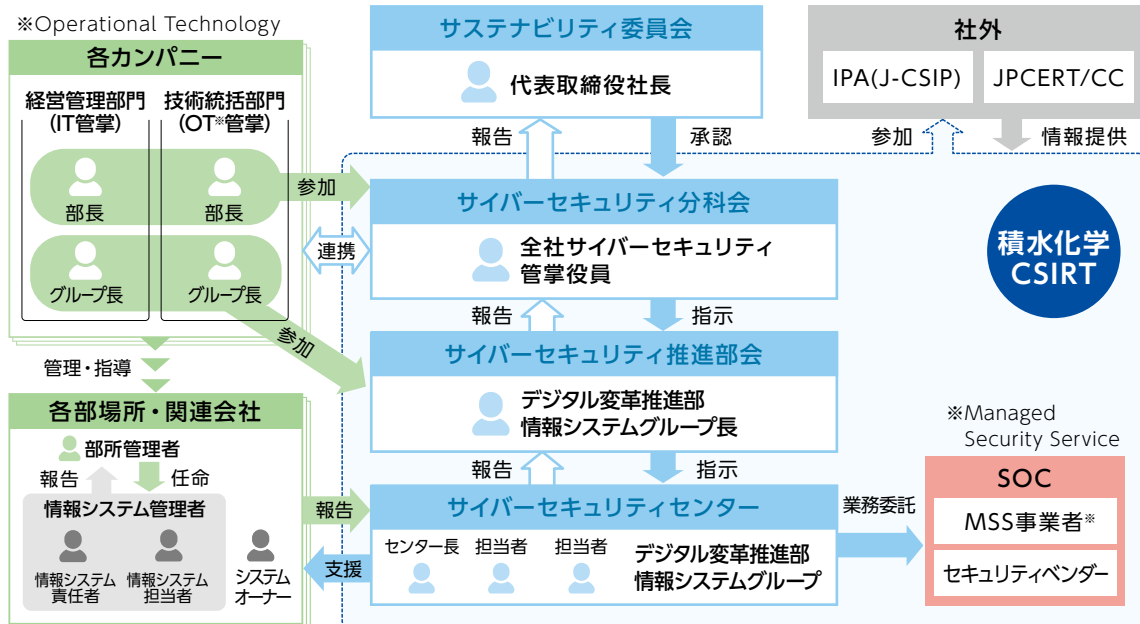 ※Operational Technology
各カンパニー
経営管理部門
(IT管掌)
技術統括部門
(OT※管掌)
部長
部長
グループ長
グループ長
参加
連携
参加
管理・指導
各部場所・関連会社
部所管理者
報告
任命
情報システム管理者
情報システム
責任者
情報システム
担当者
システム
オーナー
報告
支援
サステナビリティ委員会
代表取締役社長
報告
承認
サイバーセキュリティ分科会
全社サイバーセキュリティ
管掌役員
報告
指示
サイバーセキュリティ推進部会
デジタル変革推進部
情報システムグループ長
報告
指示
サイバーセキュリティセンター
センター長
担当者
担当者
デジタル変革推進部
情報システムグループ
社外
IPA(J-CSIP)
JPCERT/CC
参加
情報提供
積水化学
CSIRT
※Managed
Security Service
業務委託
SOC
MSS事業者※
セキュリティベンダー